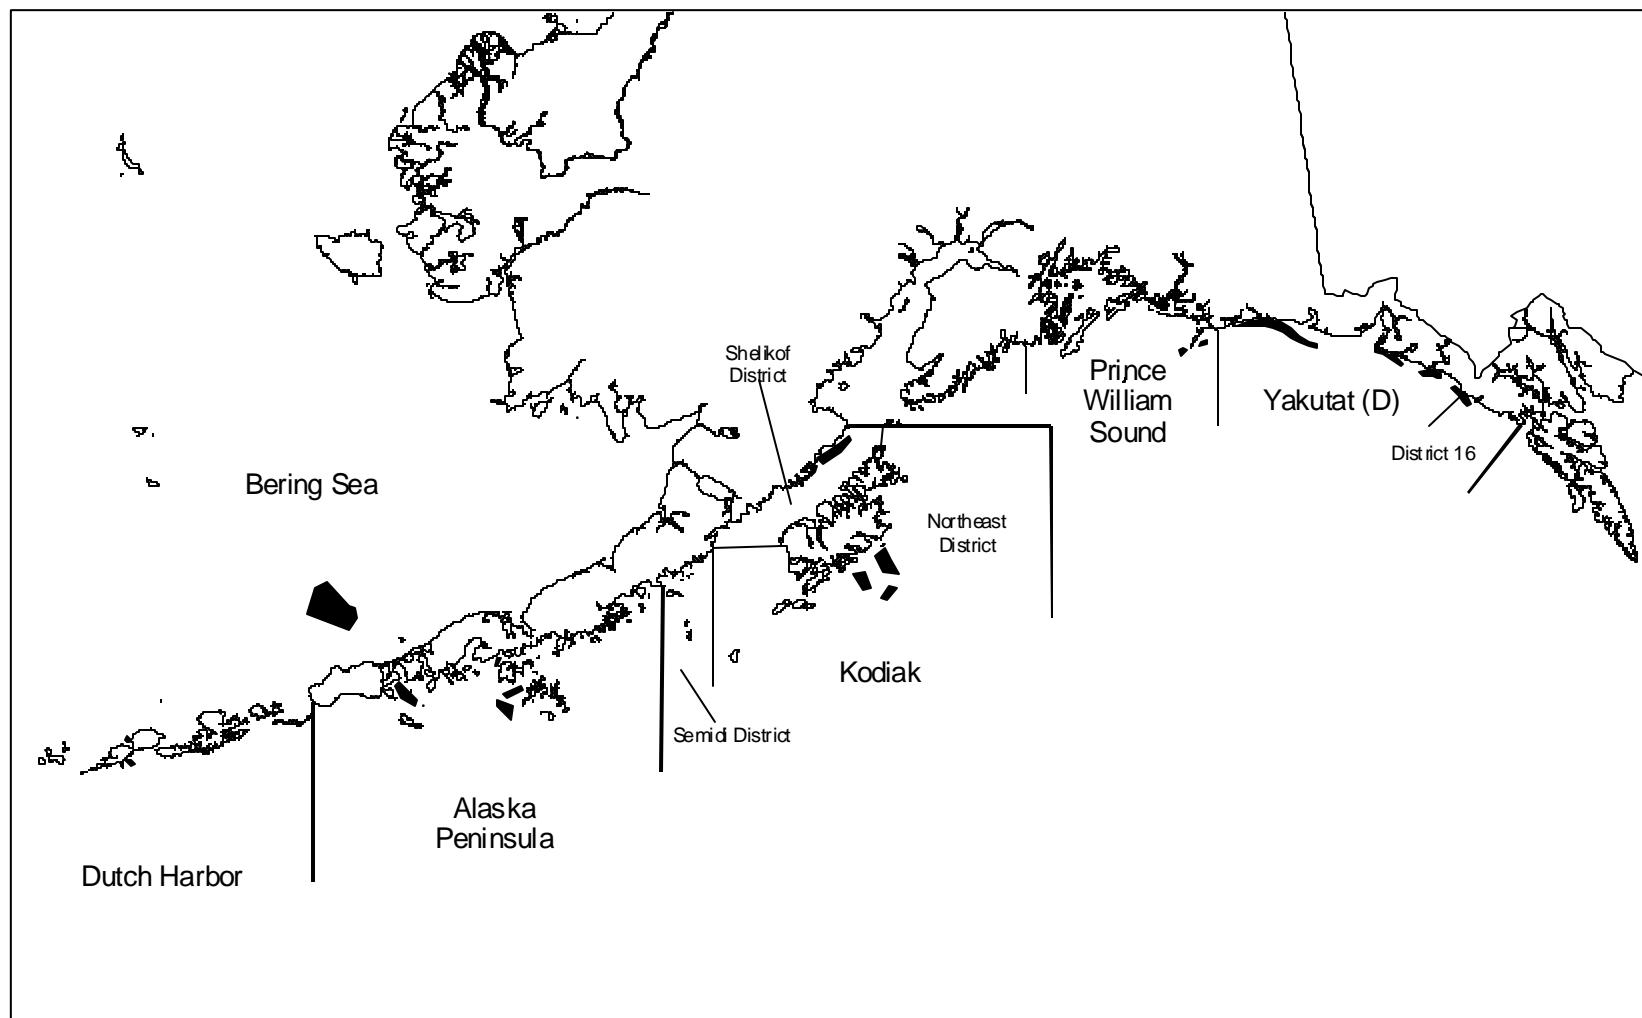 Shelikof
District
Prince
William
Sound
Yakutat (D)
District 16
Bering Sea
Northeast
District
Kodiak
Semidi District
Alaska
Peninsula
Dutch Harbor